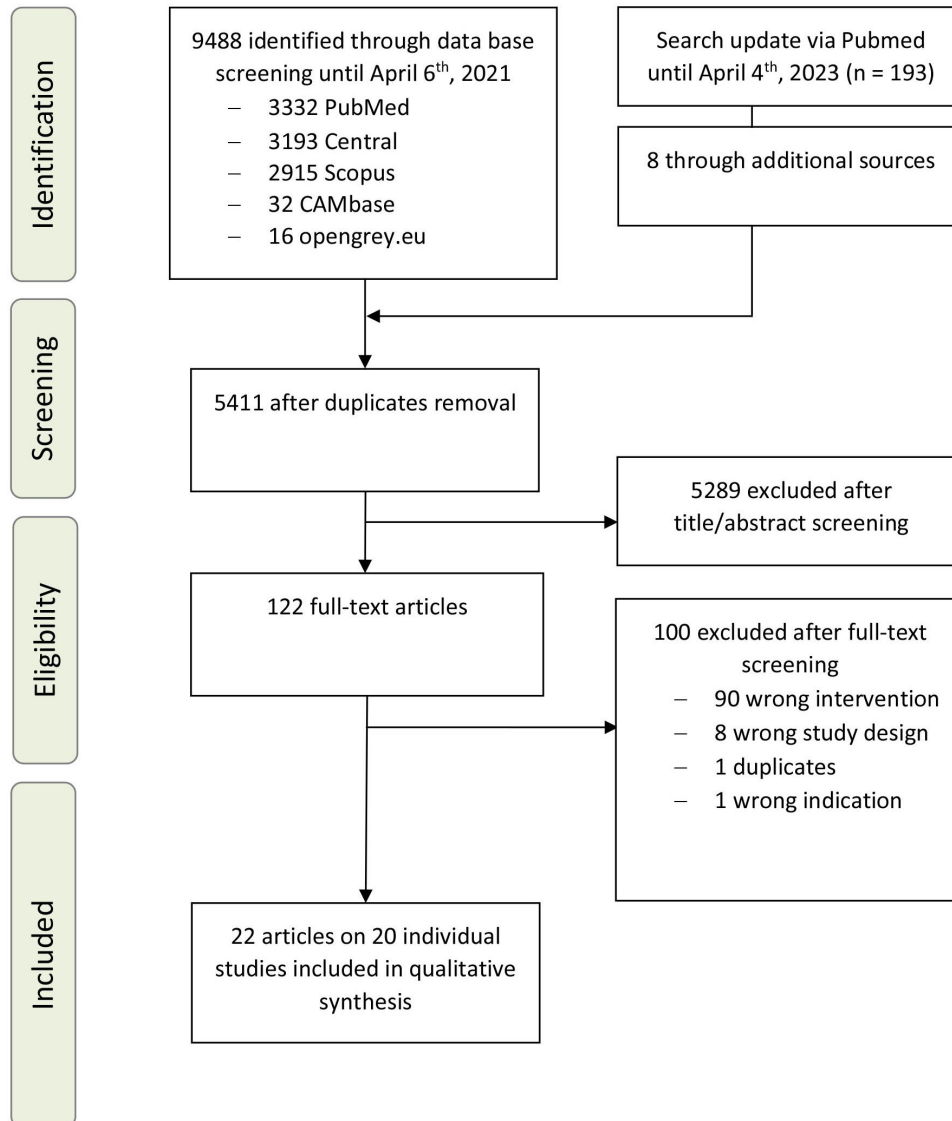 Identification
9488 identified through data base
screening until April 6th, 2021
– 3332 PubMed
– 3193 Central
– 2915 Scopus
– 32 CAMbase
– 16 opengrey.eu
Search update via Pubmed
until April 4th, 2023 (n = 193)
8 through additional sources
Screening
5411 after duplicates removal
5289 excluded after
title/abstract screening
Eligibility
122 full-text articles
100 excluded after full-text
screening
– 90 wrong intervention
– 8 wrong study design
– 1 duplicates
– 1 wrong indication
Included
22 articles on 20 individual
studies included in qualitative
synthesis